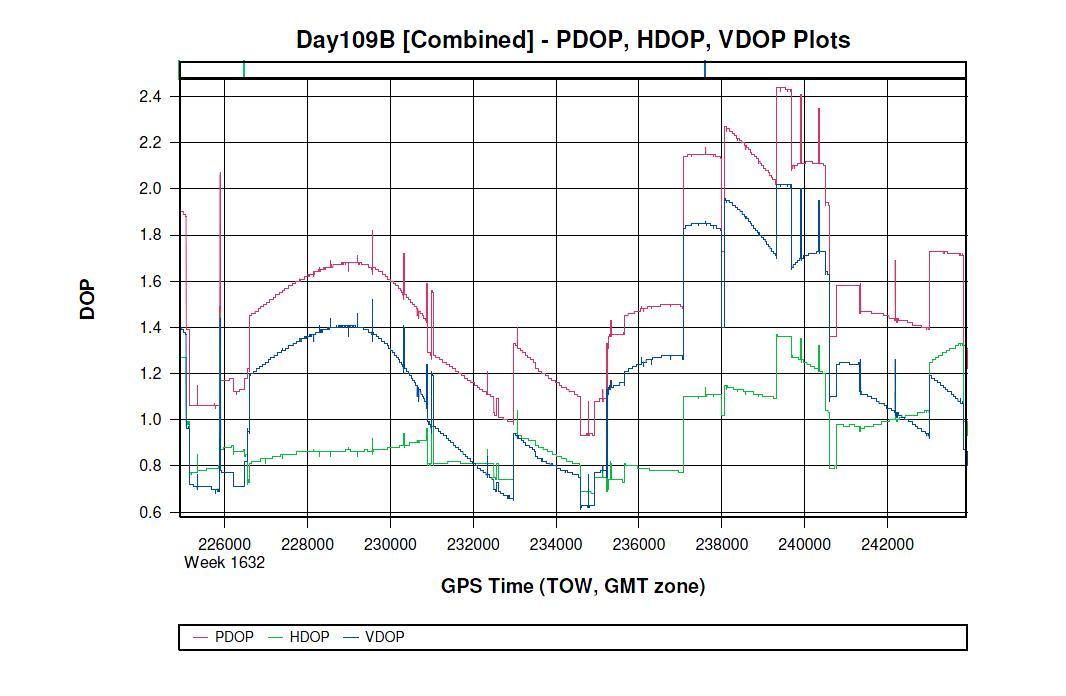 Day109B [Combined] - PDOP, HDOP, VDOP Plots
2.4
2.2
2.0
1.8
1.6
1.4
1.2
1.0
0.8
0.6
DOP
226000 228000 230000 232000 234000 236000 238000 240000 242000
Week 1632
GPS Time (TOW, GMT zone)
PDOP HDOP VDOP